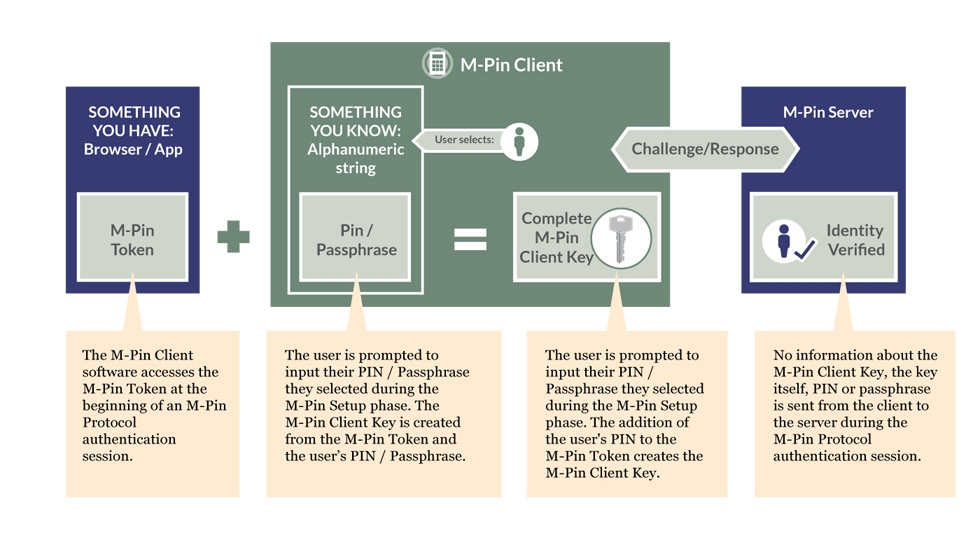 M-Pin Client
SOMETHING
YOU HAVE:
Browser / App
M-Pin
Token
SOMETHING
YOU KNOW:
Alphanumeric
string
User selects:
Pin /
Passphrase
Complete
M-Pin
Client Key
Challenge/Response
M-Pin Server
Identity
Verified
The M-Pin Client
software accesses the
M-Pin Token at the
beginning of an M-Pin
Protocol
authentication
session.
The user is prompted to
input their PIN / Passphrase
they selected during the
M-Pin Setup phase. The
M-Pin Client Key is created
from the M-Pin Token and
the user’s PIN / Passphrase.
The user is prompted to
input their PIN /
Passphrase they selected
during the M-Pin Setup
phase. The addition of
the user's PIN to the
M-Pin Token creates the
M-Pin Client Key.
No information about the
M-Pin Client Key, the key
itself, PIN or passphrase
is sent from the client to
the server during the
M-Pin Protocol
authentication session.